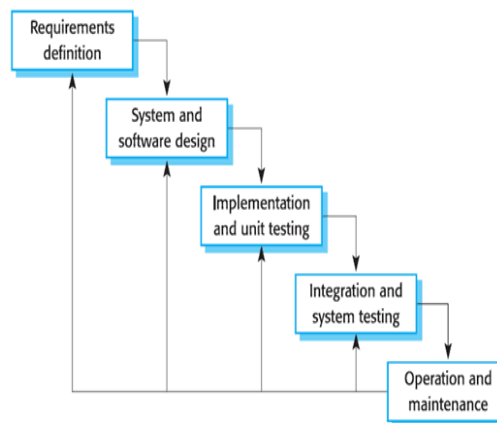 Requirements
definition
System and
software design
Implementation
and unit testing
Integration and
system testing
Operation and
maintenance